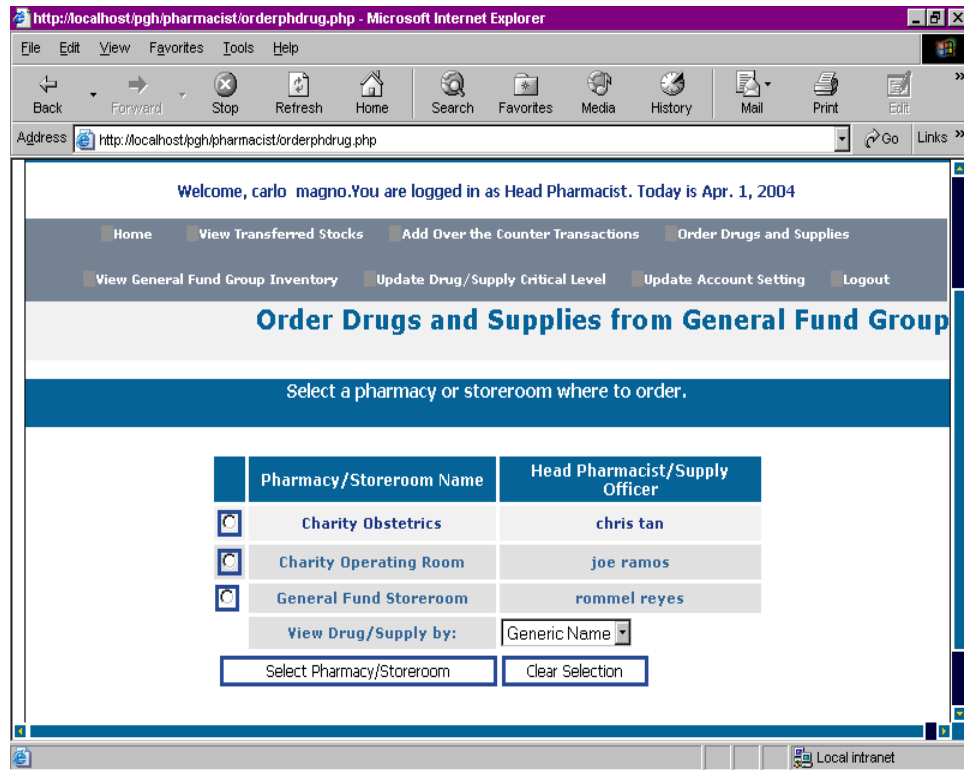 http://localhost/pgh/pharmacist/orderphdrug.php - Microsoft Internet Explorer
File Edit View Favorites Tools Help
Back Forward Stop Refresh Home Search Favorites Media History Mail Print Edit »
Address http://localhost/pgh/pharmacist/orderphdrug.php Go Links »
Welcome, carlo magno.You are logged in as Head Pharmacist. Today is Apr. 1, 2004
Home View Transferred Stocks Add Over the Counter Transactions Order Drugs and Supplies
View General Fund Group Inventory Update Drug/Supply Critical Level Update Account Setting Logout
Order Drugs and Supplies from General Fund Group
Select a pharmacy or storeroom where to order.
Pharmacy/Storeroom Name Head Pharmacist/Supply
Officer
Charity Obstetrics chris tan
Charity Operating Room joe ramos
General Fund Storeroom rommel reyes
View Drug/Supply by: Generic Name
Select Pharmacy/Storeroom Clear Selection
Local intranet